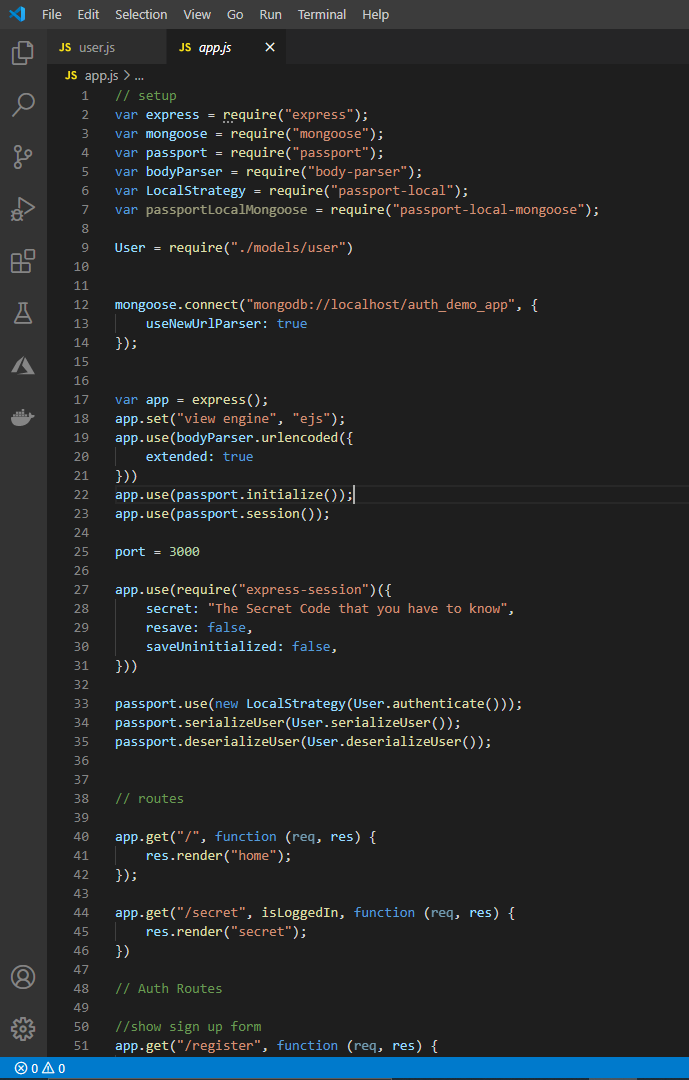 File Edit Selection View Go Run Terminal Help
JS user.js JS app.js ×
JS app.js > ...
1 // setup
2 var express = require("express");
3 var mongoose = require("mongoose");
4 var passport = require("passport");
5 var bodyParser = require("body-parser");
6 var LocalStrategy = require("passport-local");
7 var passportLocalMongoose = require("passport-local-mongoose");
8
9 User = require("./models/user")
10
11
12 mongoose.connect("mongodb://localhost/auth_demo_app", {
13     useNewUrlParser: true
14 });
15
16
17 var app = express();
18 app.set("view engine", "ejs");
19 app.use(bodyParser.urlencoded({
20     extended: true
21 }))
22 app.use(passport.initialize());
23 app.use(passport.session());
24
25 port = 3000
26
27 app.use(require("express-session")({
28     secret: "The Secret Code that you have to know",
29     resave: false,
30     saveUninitialized: false,
31 }))
32
33 passport.use(new LocalStrategy(User.authenticate()));
34 passport.serializeUser(User.serializeUser());
35 passport.deserializeUser(User.deserializeUser());
36
37
38 // routes
39
40 app.get("/", function (req, res) {
41     res.render("home");
42 });
43
44 app.get("/secret", isLoggedIn, function (req, res) {
45     res.render("secret");
46 })
47
48 // Auth Routes
49
50 //show sign up form
51 app.get("/register", function (req, res) {
0 0